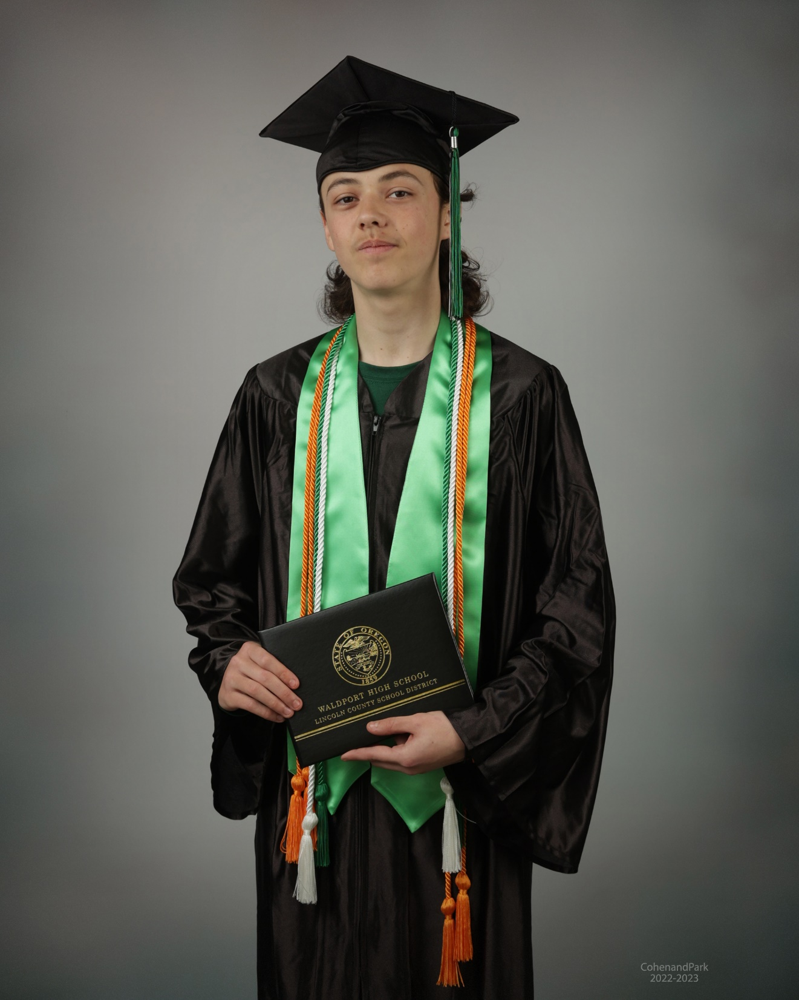 STATE OF OREGON
1859
WALDPORT HIGH SCHOOL
LINCOLN COUNTY SCHOOL DISTRICT
CohenandPark
2022-2023